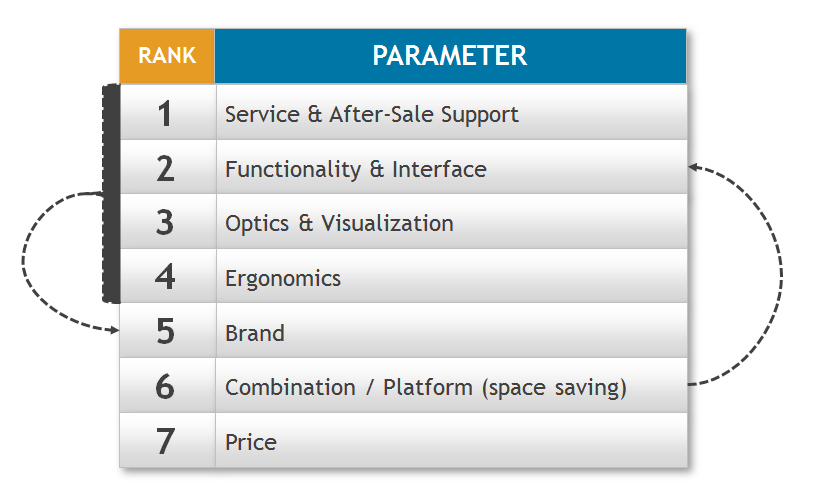 RANK PARAMETER
1 Service & After-Sale Support
2 Functionality & Interface
3 Optics & Visualization
4 Ergonomics
5 Brand
6 Combination / Platform (space saving)
7 Price